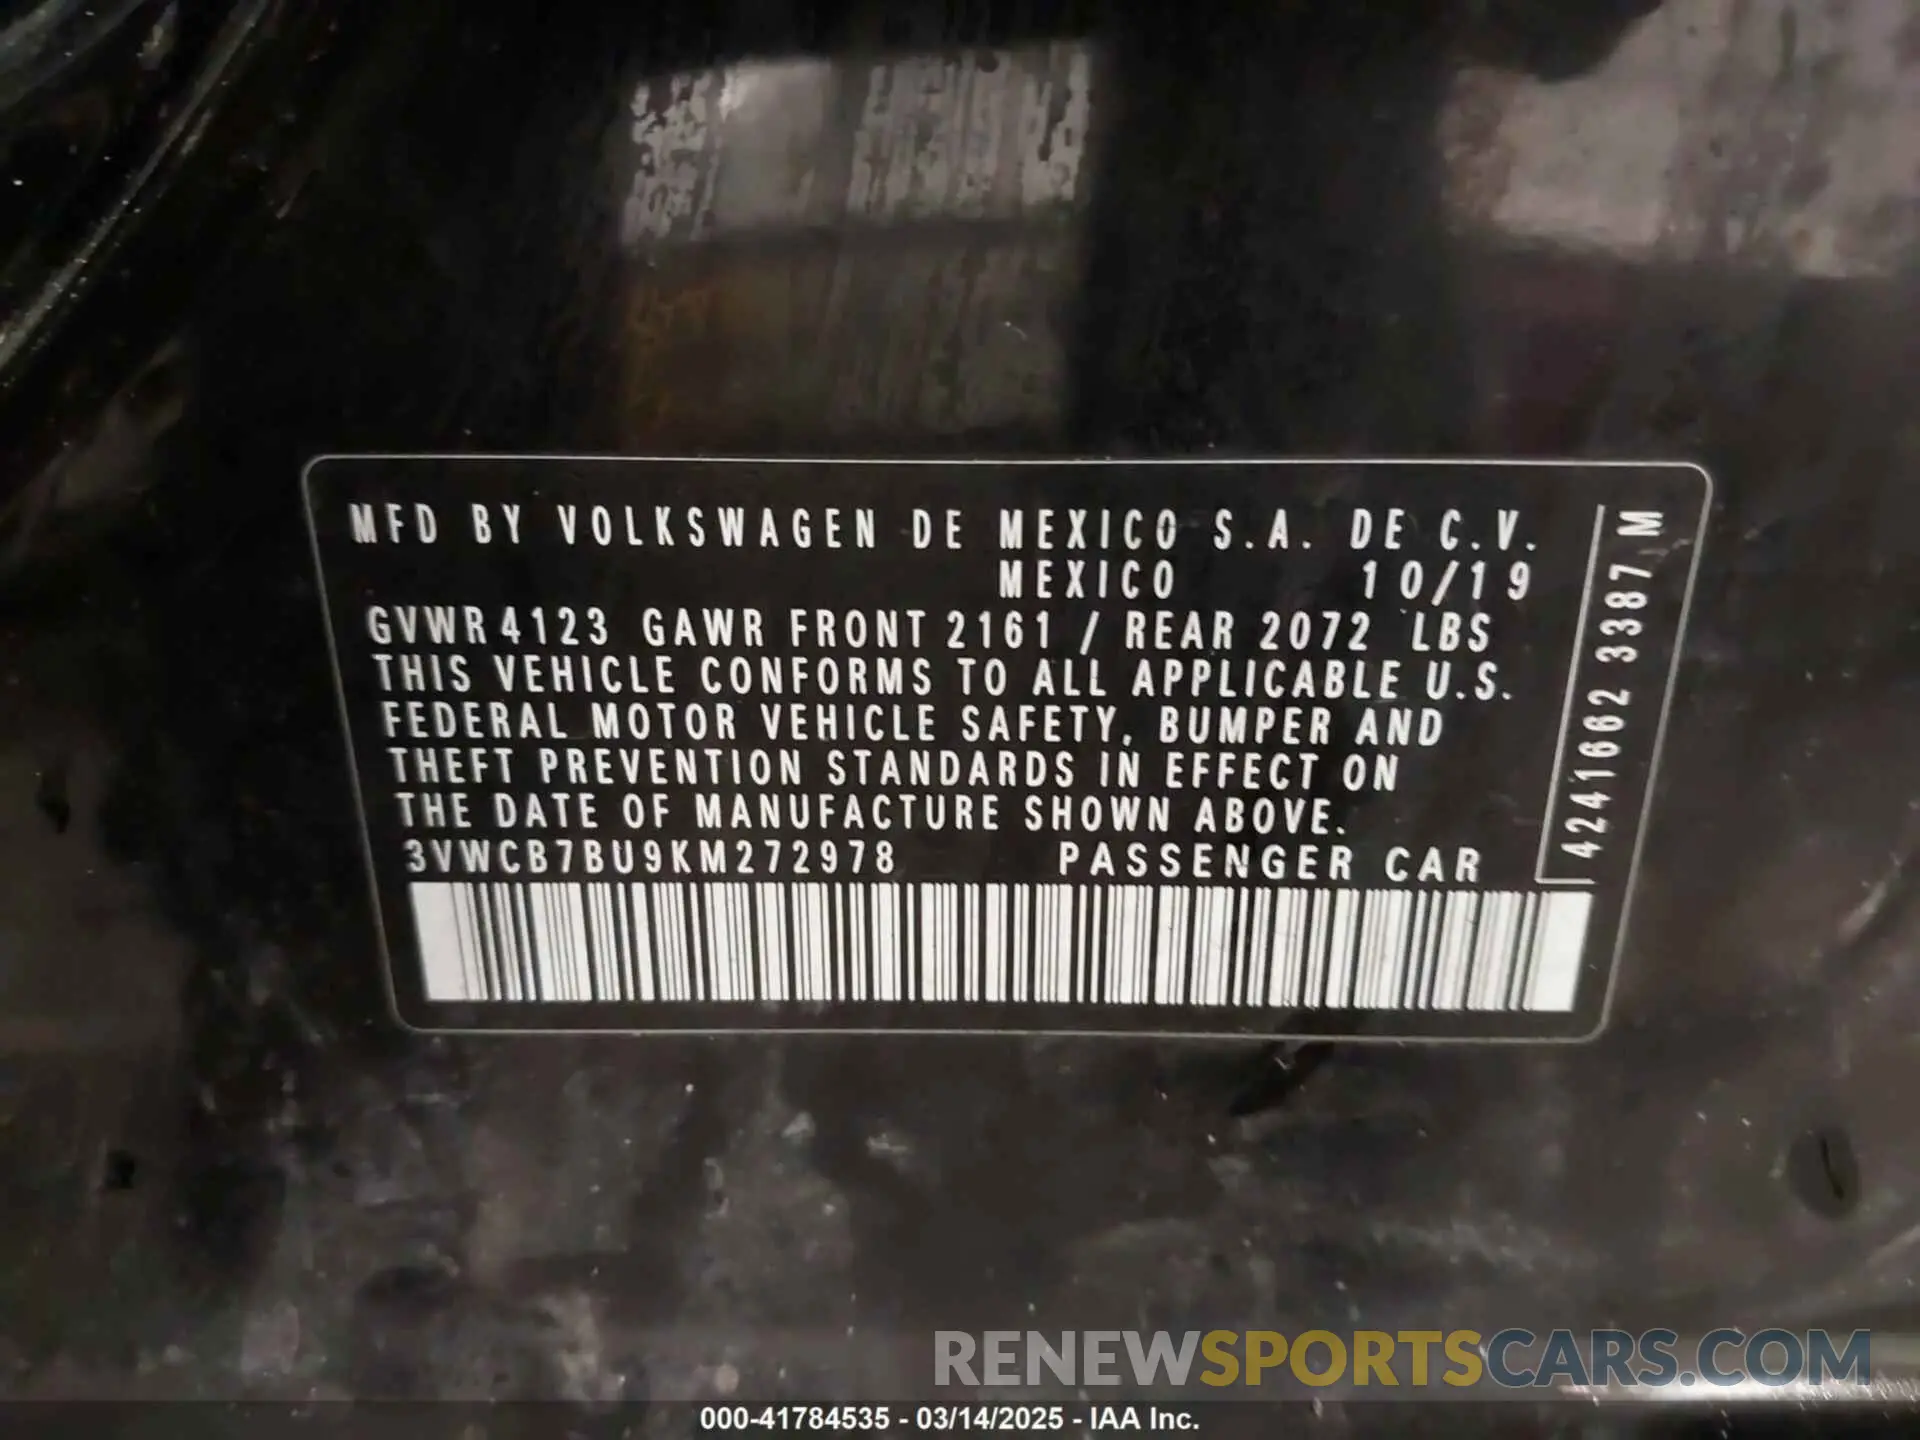 MFD BY VOLKSWAGEN DE MEXICO S.A. DE C.V.
MEXICO 10/19
GVWR 4123 GAWR FRONT 2161 / REAR 2072 LBS
THIS VEHICLE CONFORMS TO ALL APPLICABLE U.S.
FEDERAL MOTOR VEHICLE SAFETY, BUMPER AND
THEFT PREVENTION STANDARDS IN EFFECT ON
THE DATE OF MANUFACTURE SHOWN ABOVE.
3VWCB7BU9KM272978 PASSENGER CAR
4241662 3387 M
RENEWSPORTSCARS.COM
000-41784535 - 03/14/2025 - IAA Inc.